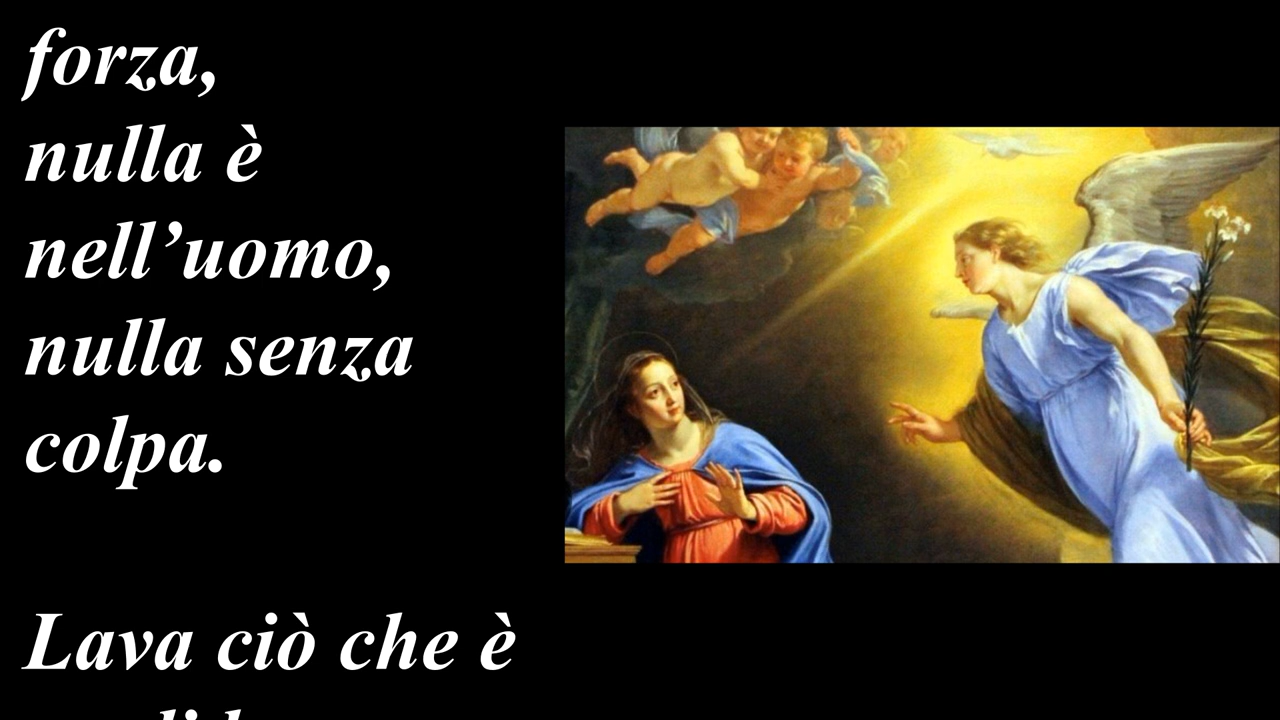 forza,
nulla è
nell’uomo,
nulla senza
colpa.
Lava ciò che è